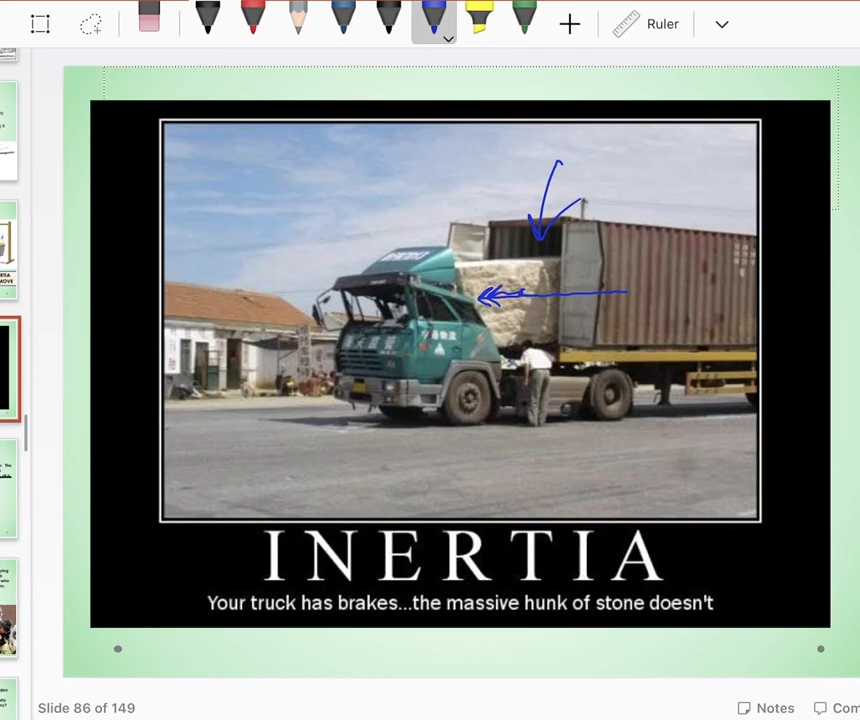 Ruler
INERTIA
Your truck has brakes...the massive hunk of stone doesn't
Slide 86 of 149
Notes
Com